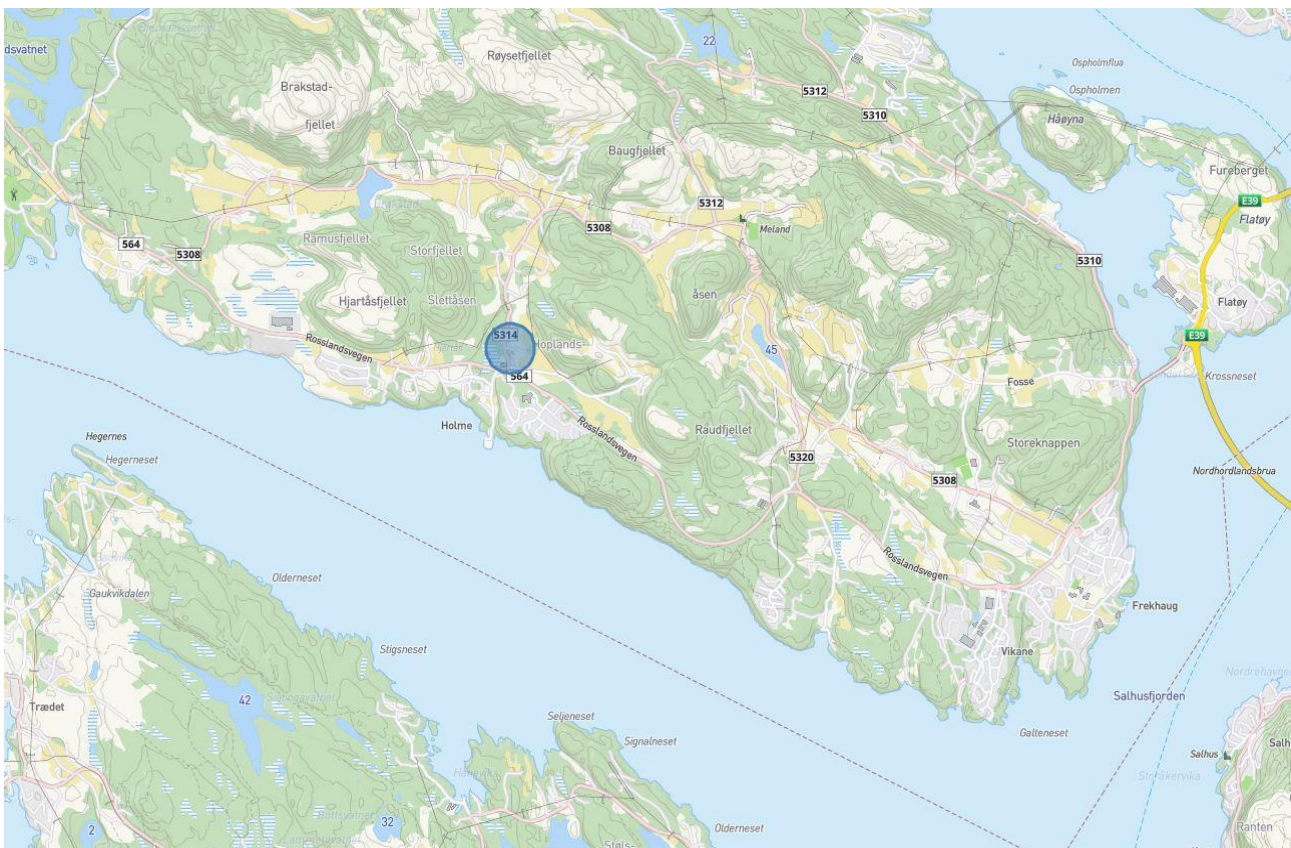 dsvatnet
22
Røysetfjellet
Ospholmflua
Ospholmen
Brakstad-
fjellet
5312
5310
Håøyna
Baugfjellet
Fureberget
E39
Flatøy
5312
Meland
5308
Ramusfjellet
Storfjellet
564
5308
5310
Slettåsen
Hjartåsfjellet
åsen
Flatøy
5314
Hoplands-
Rosslandsvegen
45
E39
564
Krossneset
Fosse
Holme
Rosslandsvegen
Raudfjellet
Storeknappen
Hegernes
Hegerneset
5320
5308
Nordhordlandsbrua
Gaukvikdalen
Olderneset
Rosslandsvegen
Frekhaug
Stigsneset
Vikane
Salhusfjorden
42
Trædet
Seljeneset
Signalneset
Galteneset
Salhus
Salh
Storåkervika
2
32
Olderneset
Ranten
Støls-